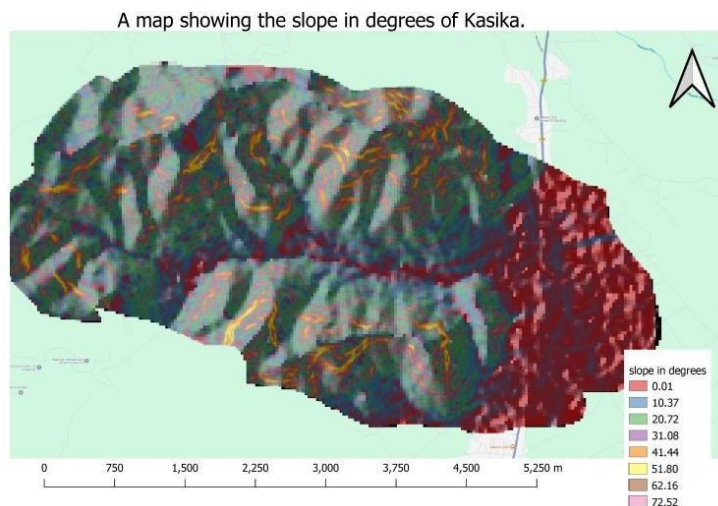 A map showing the slope in degrees of Kasika.
slope in degrees
0.01
10.37
20.72
31.08
41.44
51.80
62.16
72.52
0 750 1,500 2,250 3,000 3,750 4,500 5,250 m